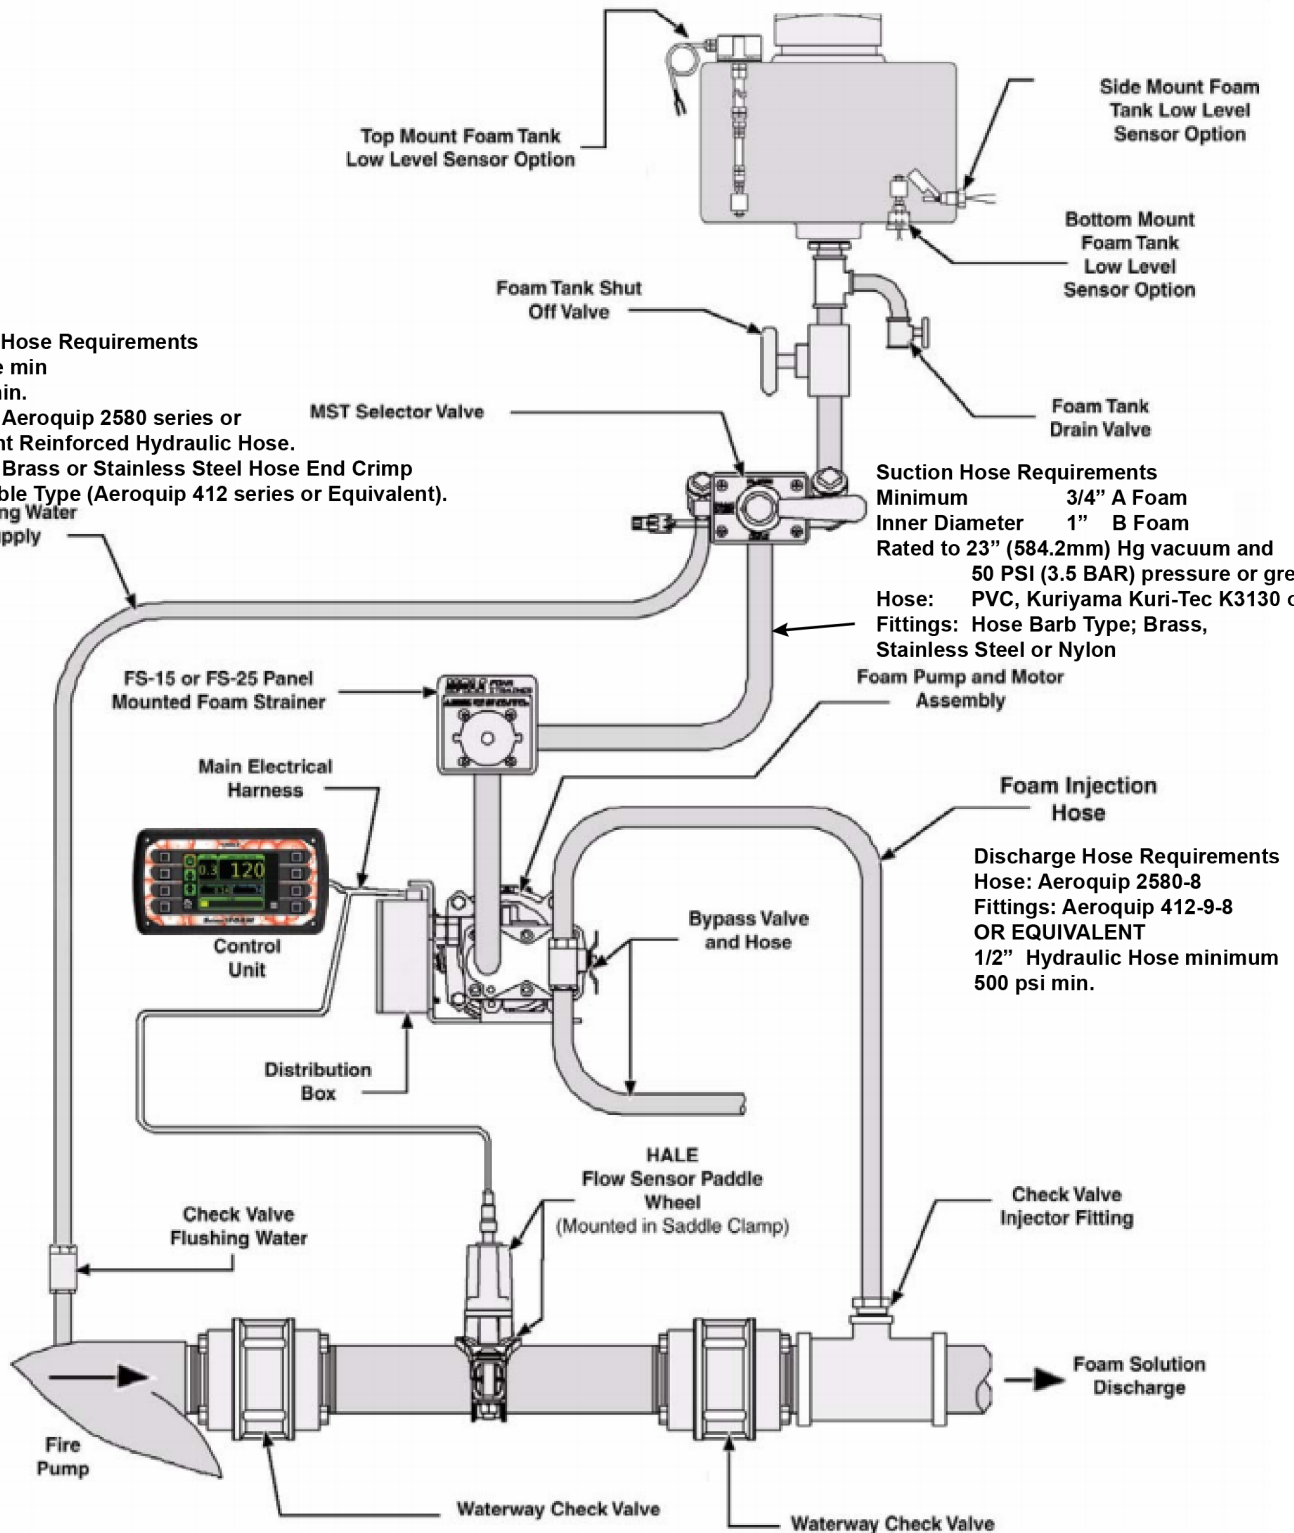 Top Mount Foam Tank
Low Level Sensor Option
Side Mount Foam
Tank Low Level
Sensor Option
Bottom Mount
Foam Tank
Low Level
Sensor Option
Foam Tank Shut
Off Valve
Foam Tank
Drain Valve
Hose Requirements
e min
min.
Aeroquip 2580 series or
nt Reinforced Hydraulic Hose.
Brass or Stainless Steel Hose End Crimp
ble Type (Aeroquip 412 series or Equivalent).
ng Water
pply
MST Selector Valve
Suction Hose Requirements
Minimum 3/4” A Foam
Inner Diameter 1” B Foam
Rated to 23” (584.2mm) Hg vacuum and
50 PSI (3.5 BAR) pressure or gre
Hose: PVC, Kuriyama Kuri-Tec K3130 o
Fittings: Hose Barb Type; Brass,
Stainless Steel or Nylon
FS-15 or FS-25 Panel
Mounted Foam Strainer
Foam Pump and Motor
Assembly
Main Electrical
Harness
0.3 120
Control
Unit
Foam Injection
Hose
Discharge Hose Requirements
Hose: Aeroquip 2580-8
Fittings: Aeroquip 412-9-8
OR EQUIVALENT
1/2” Hydraulic Hose minimum
500 psi min.
Bypass Valve
and Hose
Distribution
Box
HALE
Flow Sensor Paddle
Wheel
(Mounted in Saddle Clamp)
Check Valve
Flushing Water
Check Valve
Injector Fitting
Foam Solution
Discharge
Fire
Pump
Waterway Check Valve
Waterway Check Valve